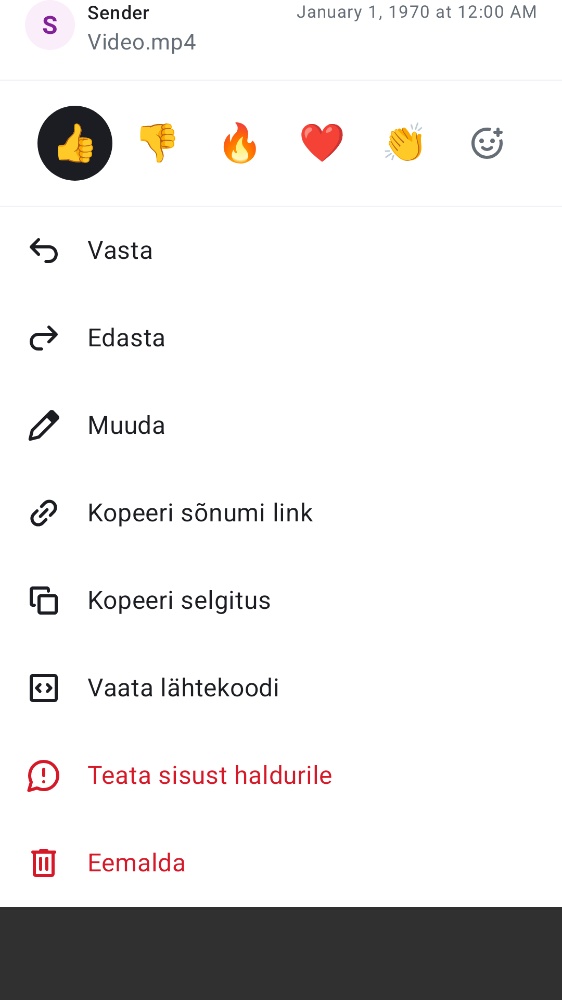 S
Sender
January 1, 1970 at 12:00 AM
Video.mp4
Vasta
Edasta
Muuda
Kopeeri sõnumi link
Kopeeri selgitus
Vaata lähtekoodi
Teata sisust haldurile
Eemalda